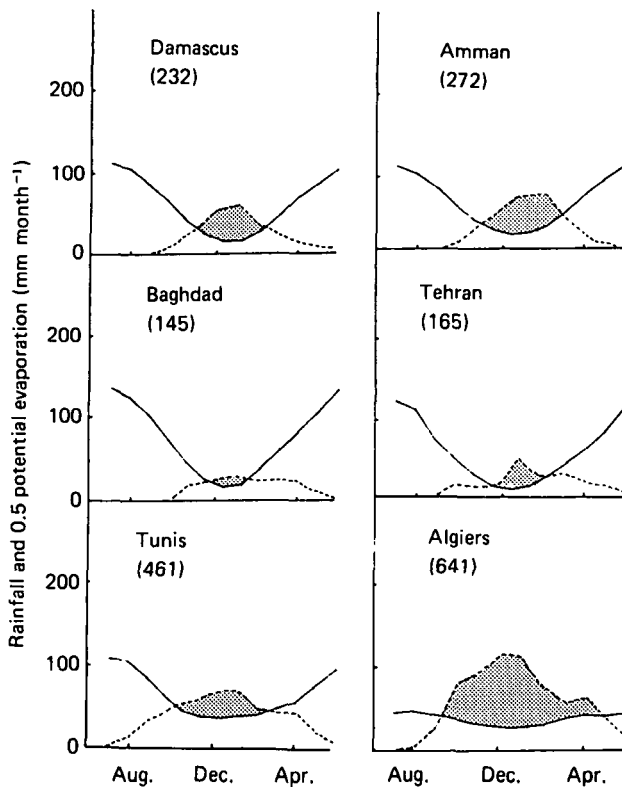 Rainfall and 0.5 potential evaporation (mm month⁻¹)
Damascus
(232)
200
100
0
Amman
(272)
Baghdad
(145)
200
100
0
Tehran
(165)
Tunis
(461)
200
100
0
Algiers
(641)
Aug. Dec. Apr.
Aug. Dec. Apr.